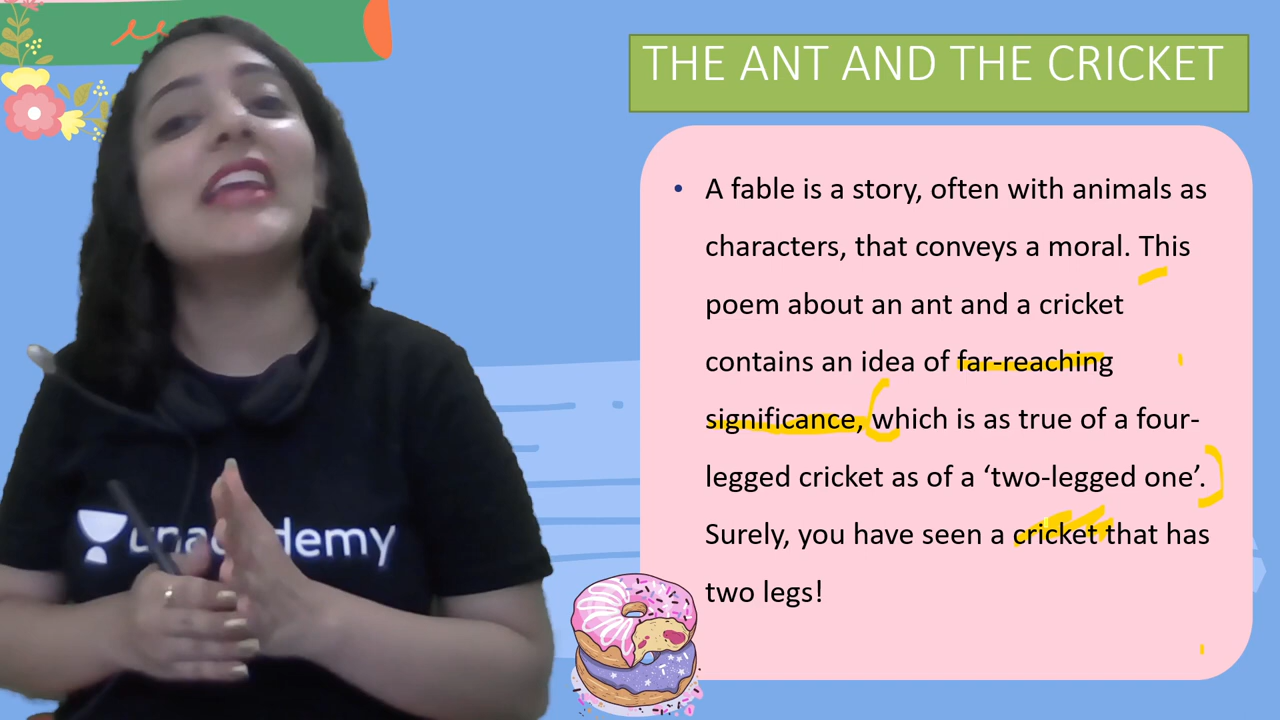 THE ANT AND THE CRICKET
• A fable is a story, often with animals as
characters, that conveys a moral. This
poem about an ant and a cricket
contains an idea of far-reaching
significance, which is as true of a four-
legged cricket as of a ‘two-legged one’.
Surely, you have seen a cricket that has
two legs!
unacademy